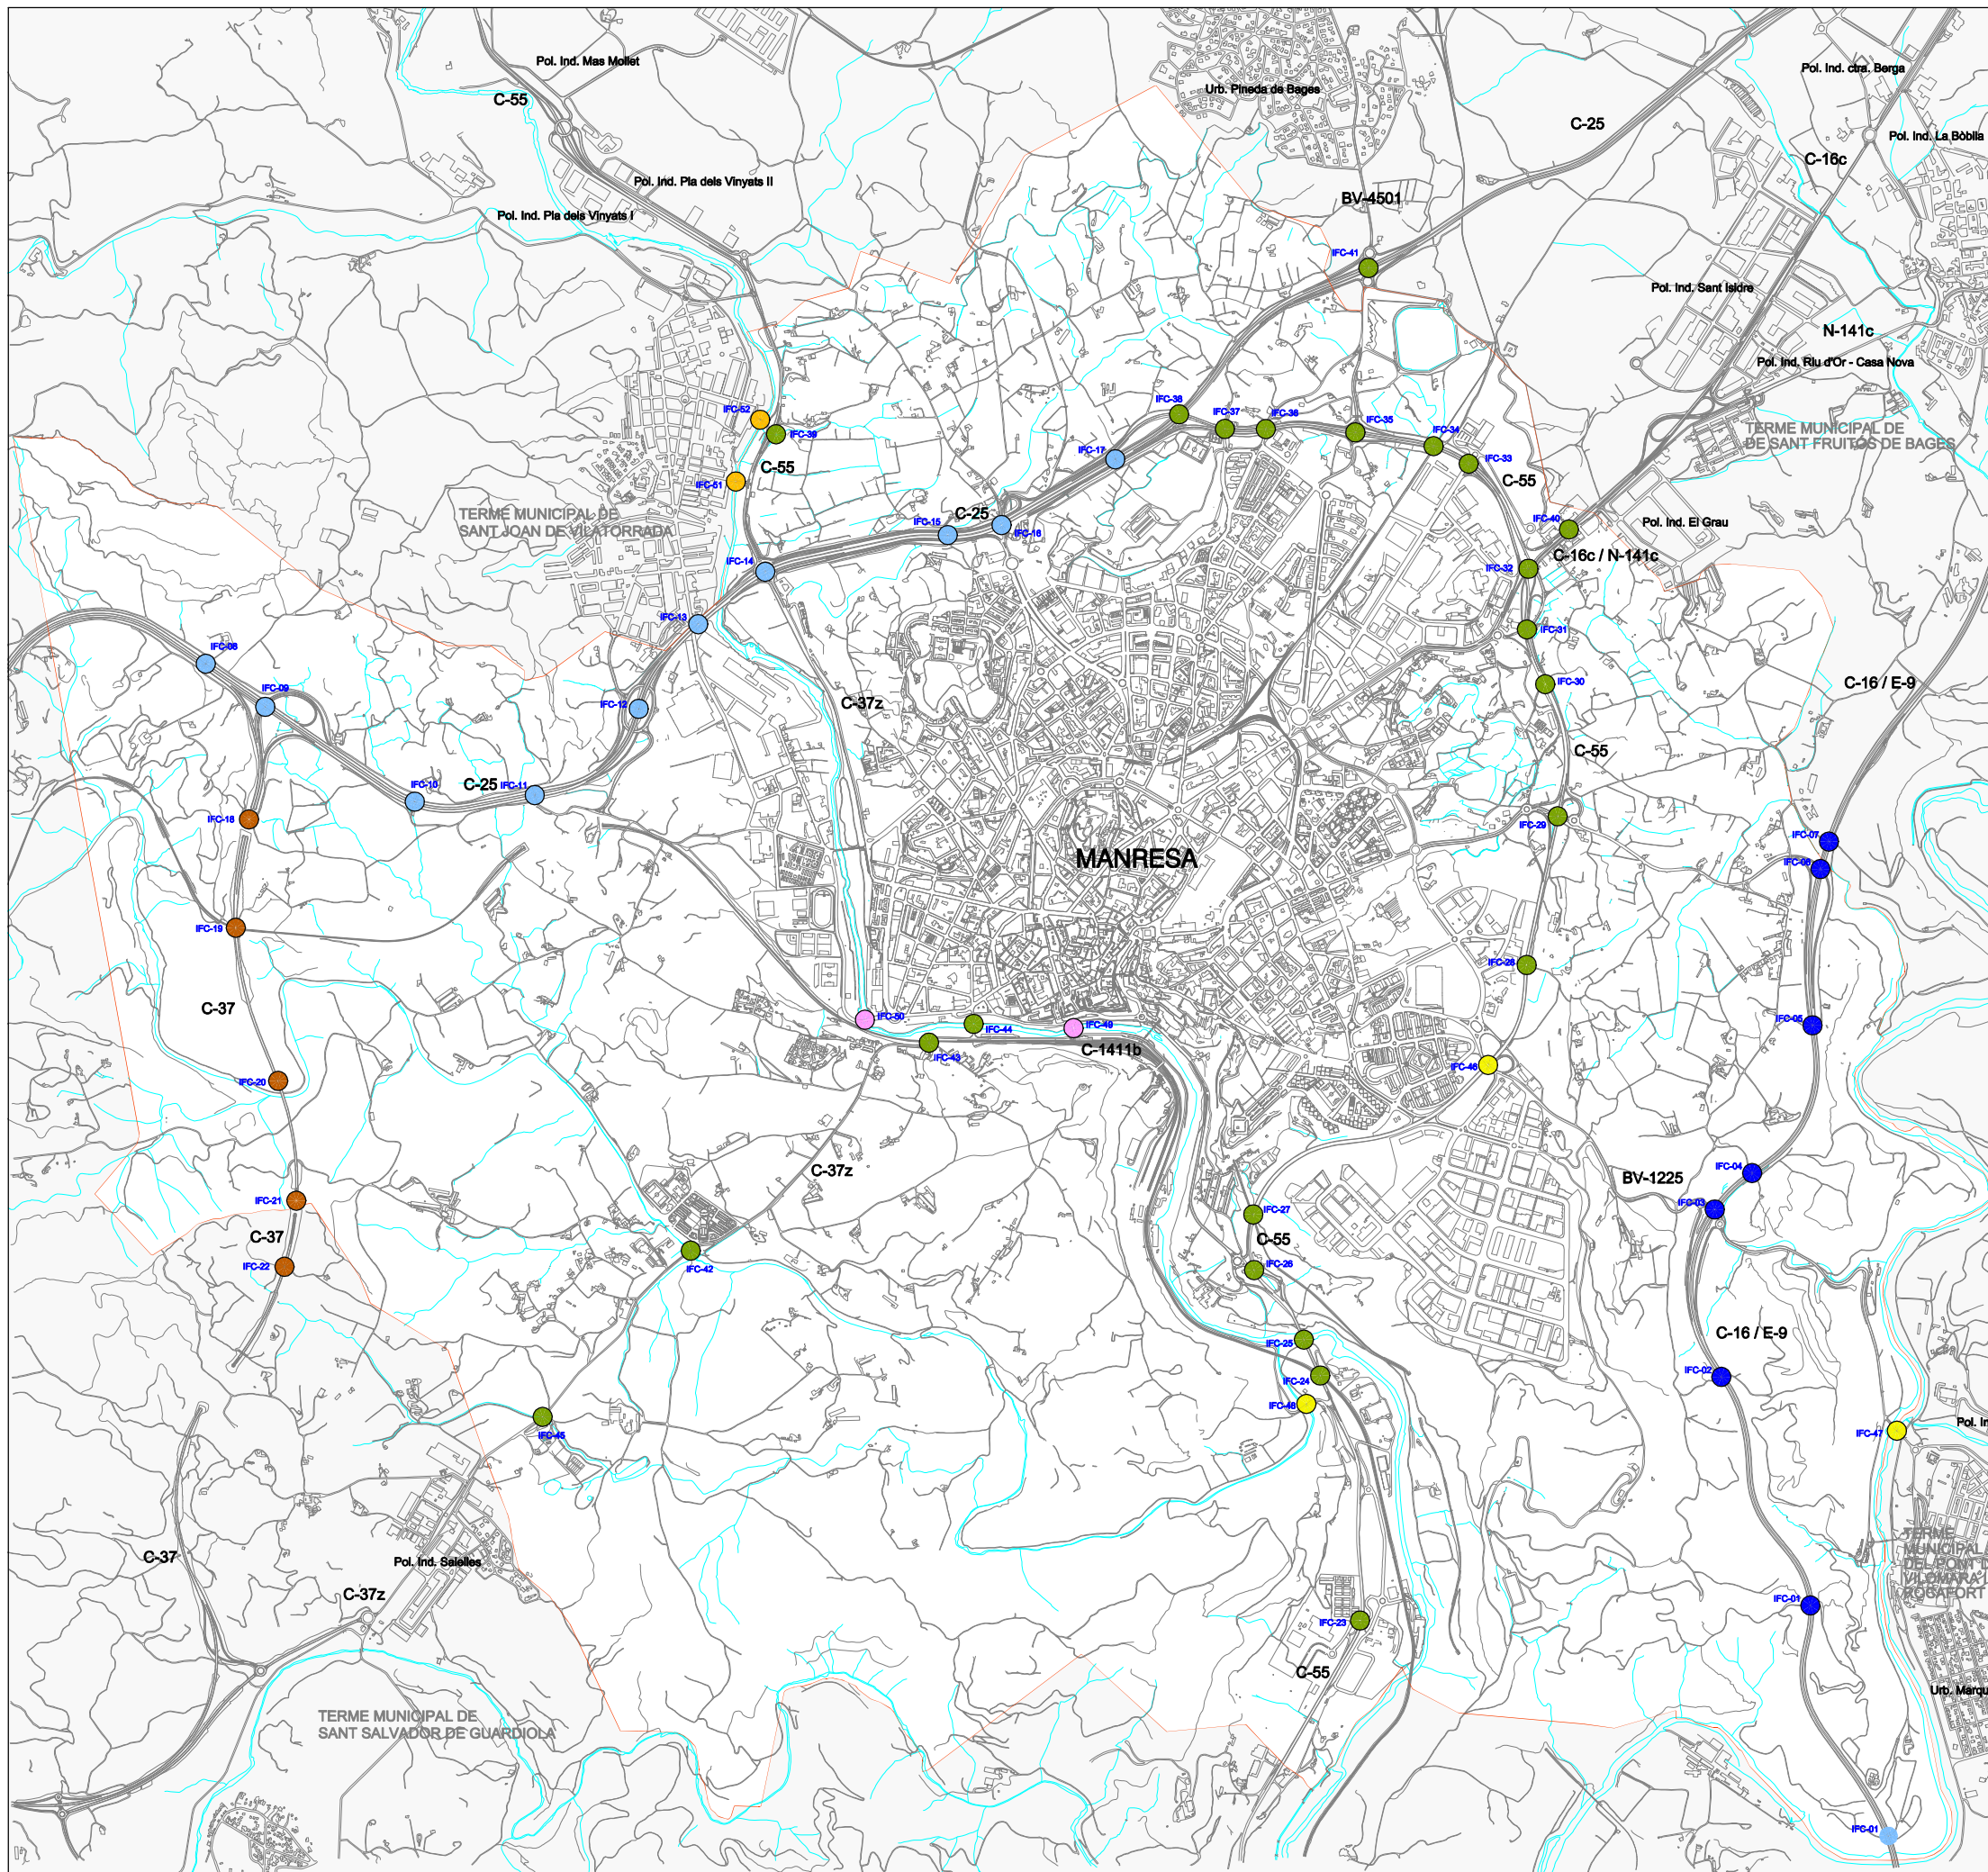 Pol. Ind. Mas Mollet
C-55
Urb. Pineda de Bages
Pol. Ind. ctra. Berga
C-25
Pol. Ind. La Bòbila
C-16c
Pol. Ind. Pla dels Vinyats II
BV-4501
Pol. Ind. Pla dels Vinyats I
IFC-41
Pol. Ind. Sant Isidre
N-141c
Pol. Ind. Riu d'Or - Casa Nova
IFC-52
IFC-39
IFC-38
IFC-37
IFC-36
IFC-35
IFC-34
TERME MUNICIPAL DE
DE SANT FRUITÓS DE BAGES
IFC-17
IFC-33
C-55
IFC-51
C-55
TERME MUNICIPAL DE
SANT JOAN DE VILATORRADA
C-25
IFC-15
IFC-16
IFC-40
Pol. Ind. El Grau
C-16c / N-141c
IFC-14
IFC-32
IFC-13
IFC-31
IFC-08
IFC-09
IFC-12
C-37z
IFC-30
C-16 / E-9
C-55
C-25
IFC-11
IFC-10
IFC-18
IFC-29
IFC-07
MANRESA
IFC-06
IFC-19
IFC-28
C-37
IFC-50
IFC-44
IFC-49
IFC-05
IFC-43
C-1411b
IFC-46
IFC-20
C-37z
IFC-04
BV-1225
IFC-21
IFC-03
IFC-27
C-37
C-55
IFC-42
IFC-22
IFC-26
C-16 / E-9
IFC-25
IFC-02
IFC-24
IFC-48
Pol. In
IFC-47
IFC-45
TERME
MUNICIPAL
DEL PONT D
VILOMARA I
ROCAFORT
C-37
Pol. Ind. Salelles
C-37z
IFC-01
IFC-23
C-55
Urb. Marqu
TERME MUNICIPAL DE
SANT SALVADOR DE GUARDIOLA
IFC-01